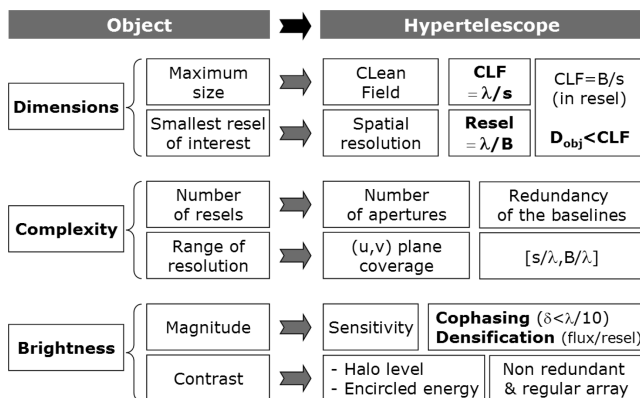 Object
Hypertelescope
Dimensions
Maximum
size
CLean
Field
CLF
= λ/s
CLF=B/s
(in resel)
D_obj<CLF
Smallest resel
of interest
Spatial
resolution
Resel
= λ/B
Complexity
Number
of resels
Number
of apertures
Redundancy
of the baselines
Range of
resolution
(u,v) plane
coverage
[s/λ,B/λ]
Brightness
Magnitude
Sensitivity
Cophasing (δ<λ/10)
Densification (flux/resel)
Contrast
- Halo level
- Encircled energy
Non redundant
& regular array